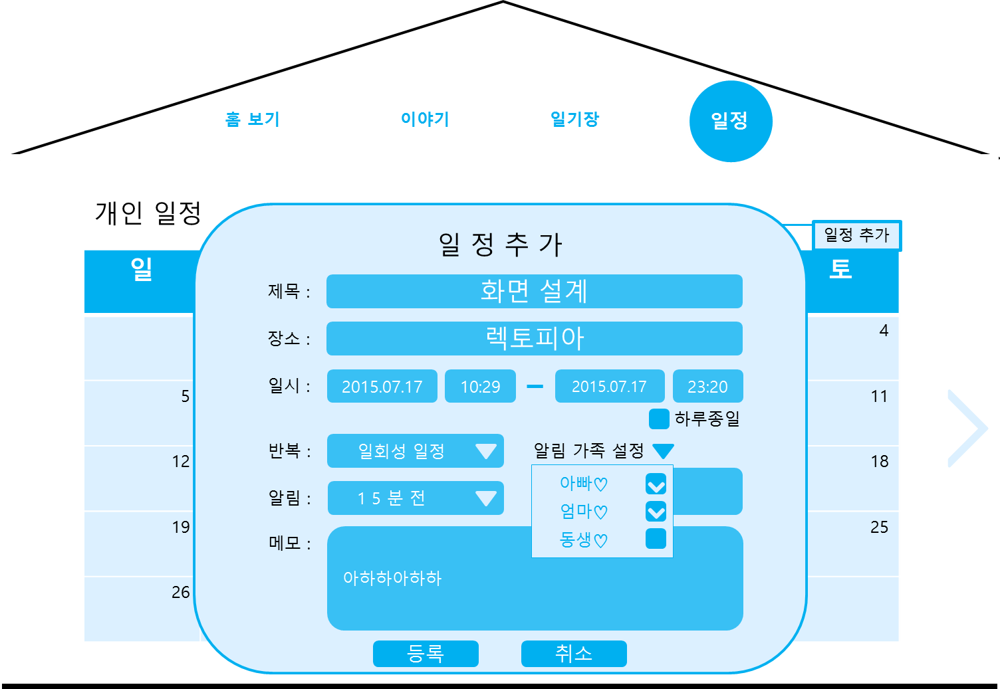 홈 보기 이야기 일기장 일정
개인 일정
일정 추가
일 토
일 정 추 가
제목 : 화면 설계
장소 : 렉토피아
일시 : 2015.07.17 10:29 – 2015.07.17 23:20
하루종일
반복 : 일회성 일정 알림 가족 설정
알림 : 1 5 분 전
아빠♡
엄마♡
동생♡
메모 :
아하하아하하
등록 취소
4
5 11
12 18
19 25
26